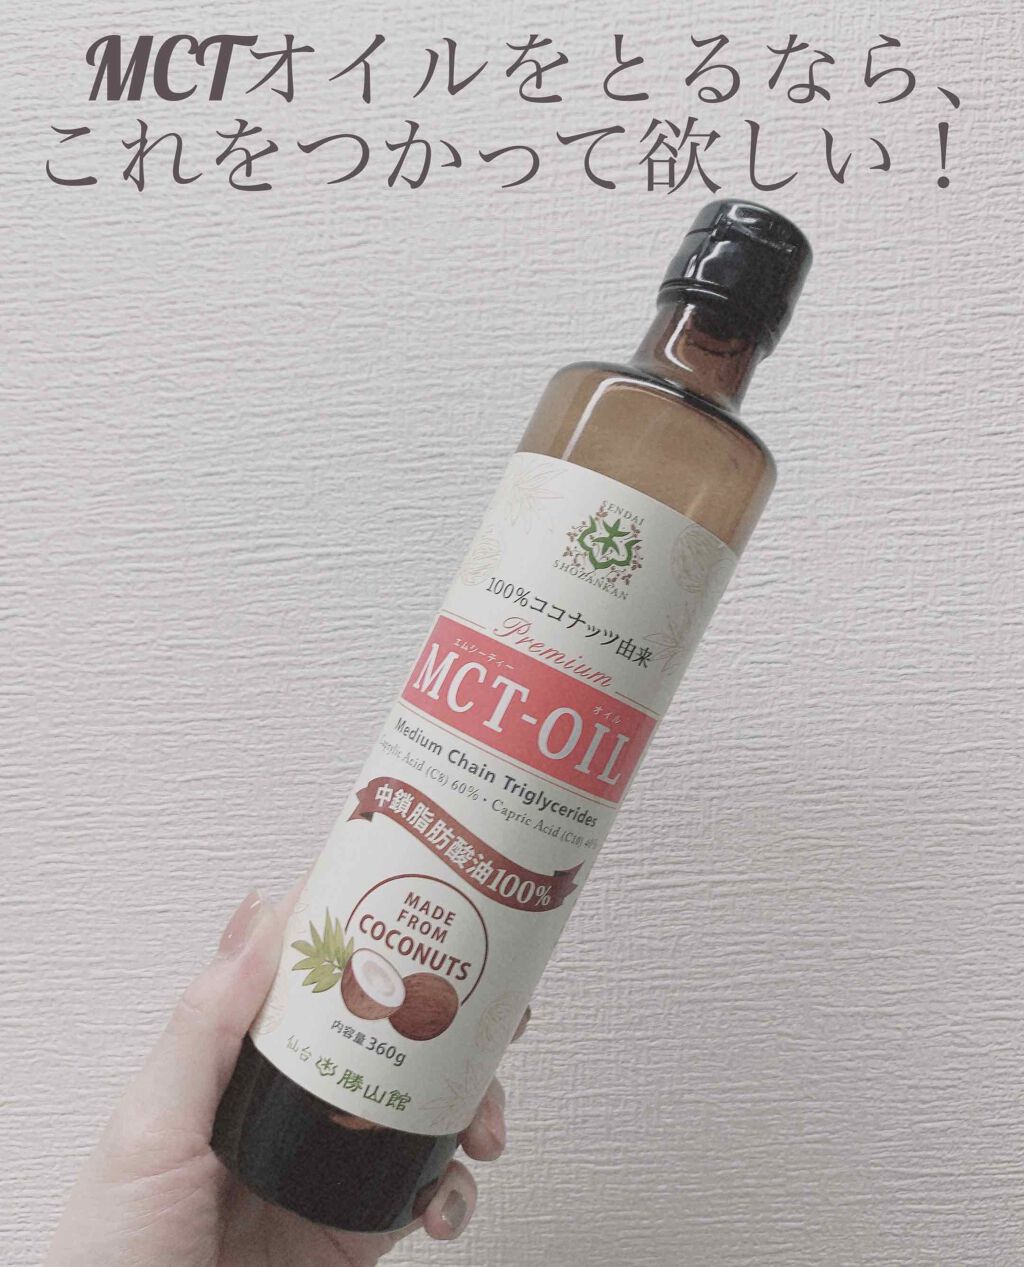 MCTオイルをとるなら、
これをつかって欲しい！
SENDAI
SHOZANKAN
100%ココナッツ由来
Premium
エムシーティー
オイル
MCT-OIL
Medium Chain Triglycerides
Caprylic Acid (C8) 60%・Capric Acid (C10) 40%
中鎖脂肪酸油100%
MADE
FROM
COCONUTS
内容量360g
仙台 勝山館